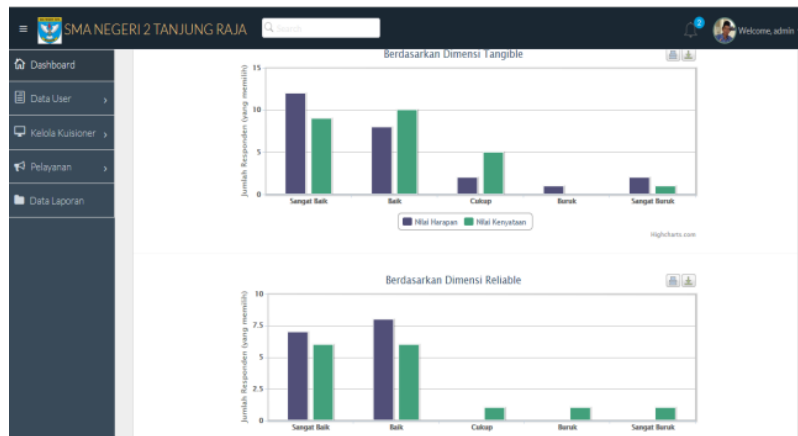 SMA NEGERI 2 TANJUNG RAJA
Search
2
Welcome, admin
Dashboard
Data User
Kelola Kuisioner
Pelayanan
Data Laporan
Berdasarkan Dimensi Tangible
Jumlah Responden (yang memilih)
15
10
5
0
Sangat Baik Baik Cukup Buruk Sangat Buruk
Nilai Harapan Nilai Kenyataan
Highcharts.com
Berdasarkan Dimensi Reliable
Jumlah Responden (yang memilih)
10
7.5
5
2.5
0
Sangat Baik Baik Cukup Buruk Sangat Buruk